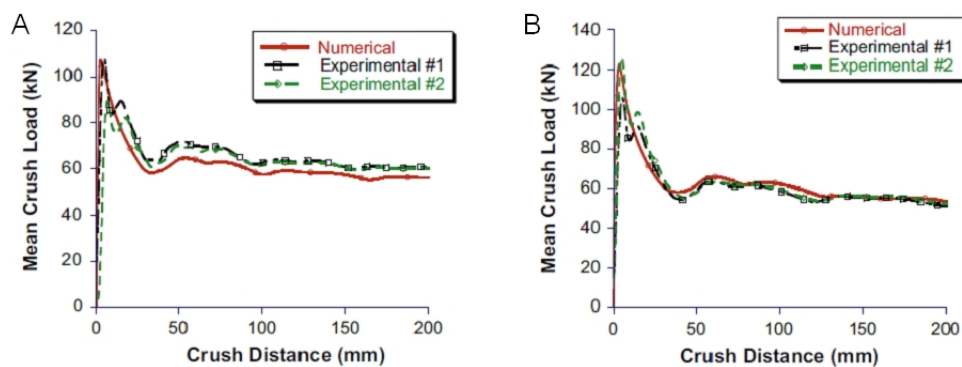 A
Mean Crush Load (kN)
120
100
80
60
40
20
0
0 50 100 150 200
Crush Distance (mm)
Numerical
Experimental #1
Experimental #2
B
Mean Crush Load (kN)
140
120
100
80
60
40
20
0
0 50 100 150 200
Crush Distance (mm)
Numerical
Experimental #1
Experimental #2